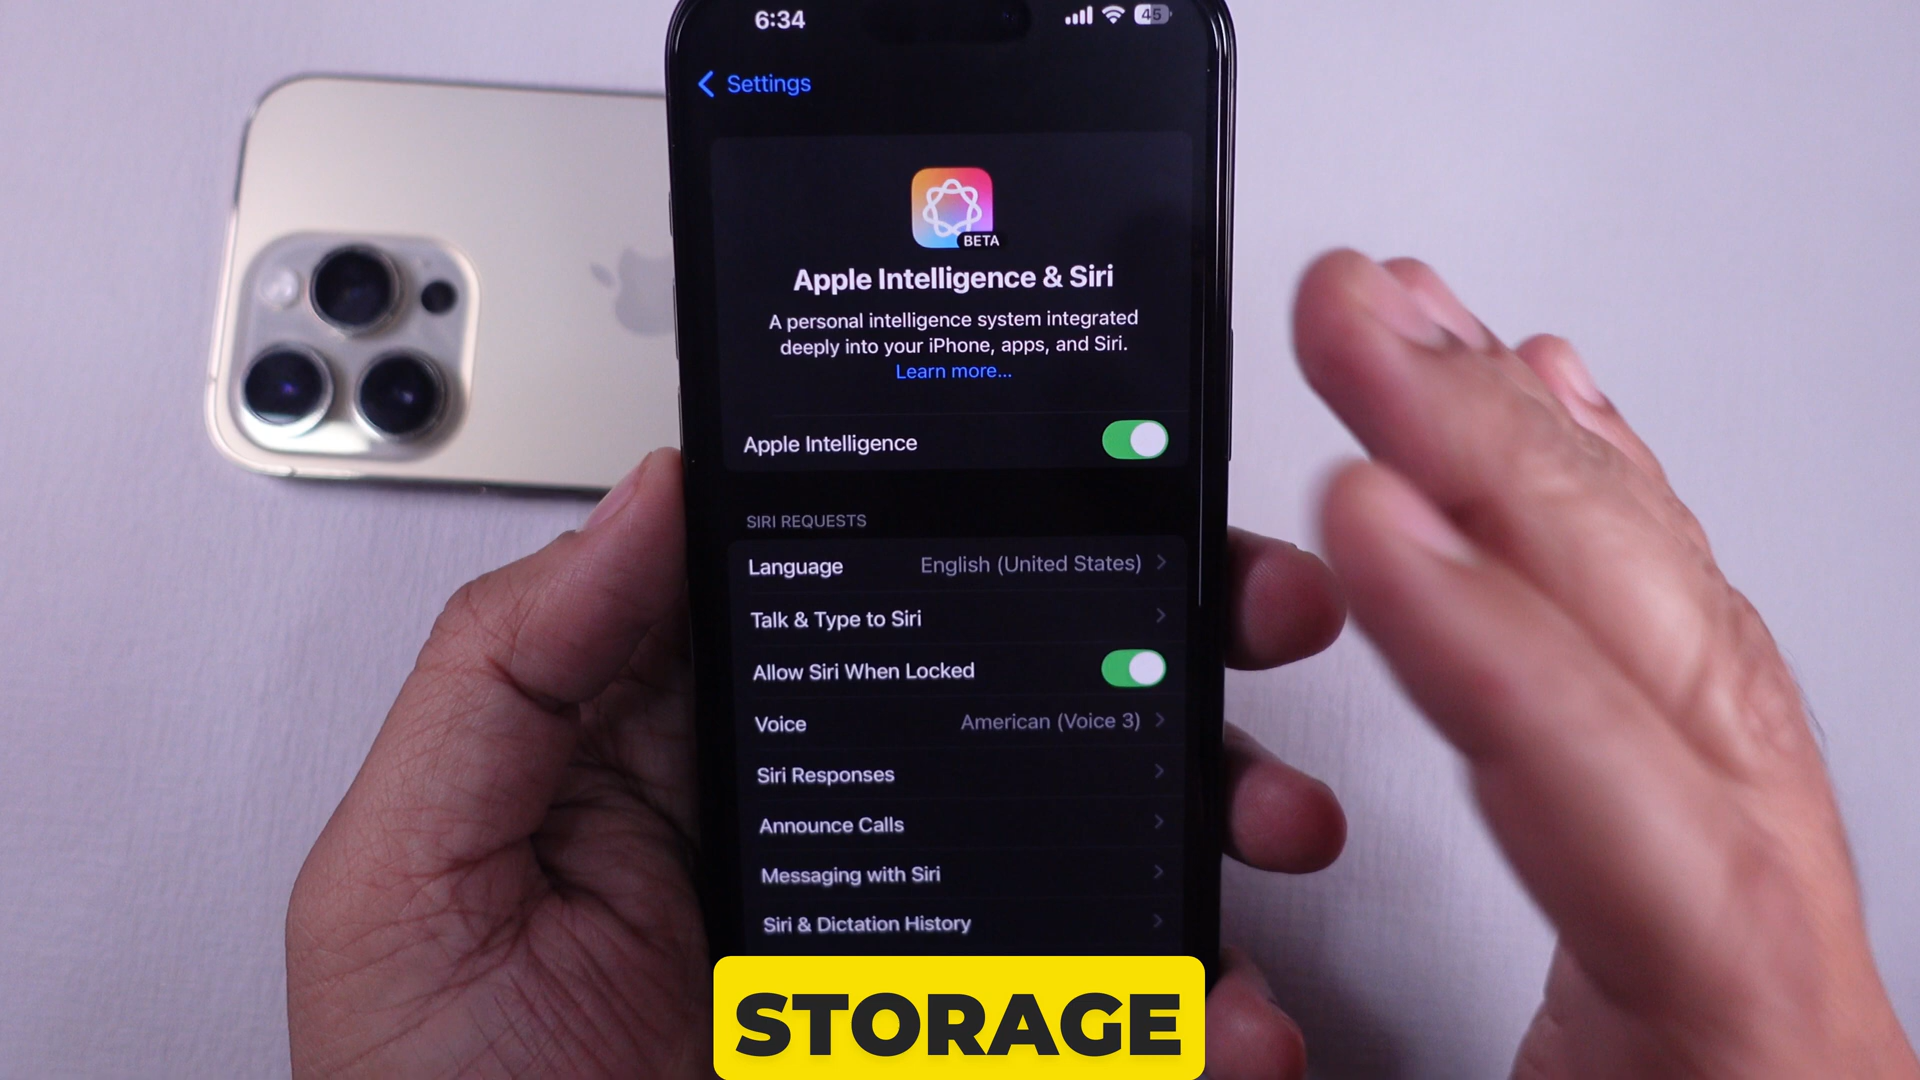 6:34
45
Settings
BETA
Apple Intelligence & Siri
A personal intelligence system integrated
deeply into your iPhone, apps, and Siri.
Learn more...
Apple Intelligence
SIRI REQUESTS
Language English (United States)
Talk & Type to Siri
Allow Siri When Locked
Voice American (Voice 3)
Siri Responses
Announce Calls
Messaging with Siri
Siri & Dictation History
STORAGE